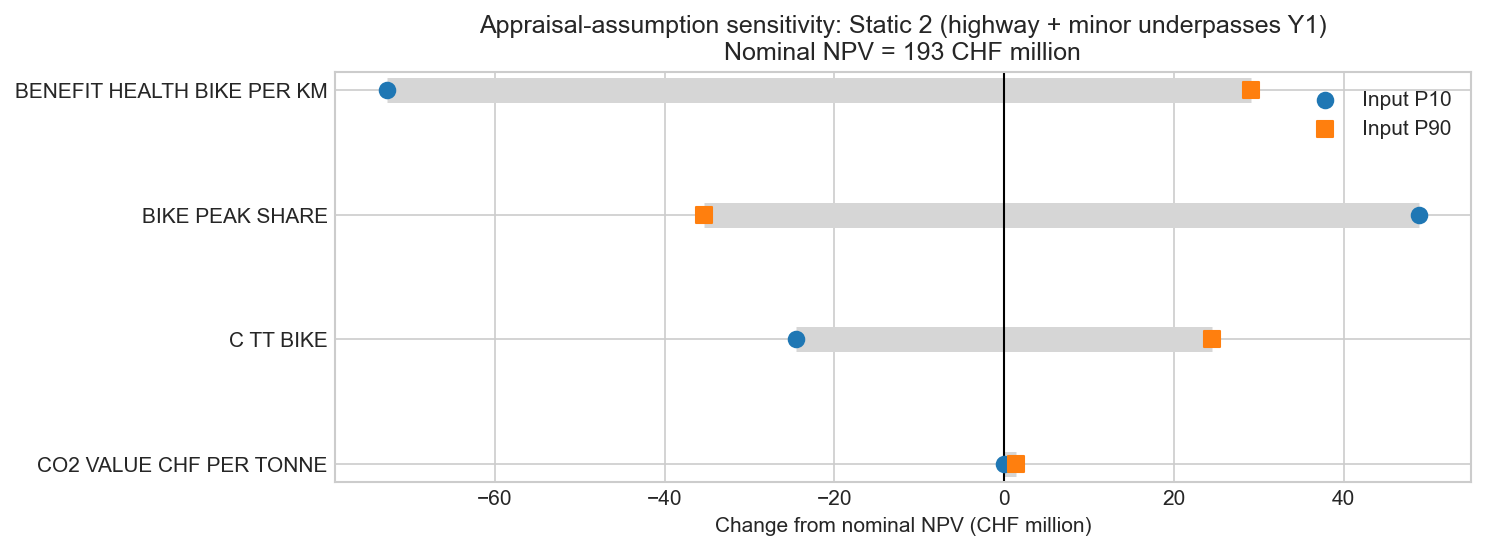 Appraisal-assumption sensitivity: Static 2 (highway + minor underpasses Y1)
Nominal NPV = 193 CHF million
BENEFIT HEALTH BIKE PER KM
Input P10
Input P90
BIKE PEAK SHARE
C TT BIKE
CO2 VALUE CHF PER TONNE
−60 −40 −20 0 20 40
Change from nominal NPV (CHF million)